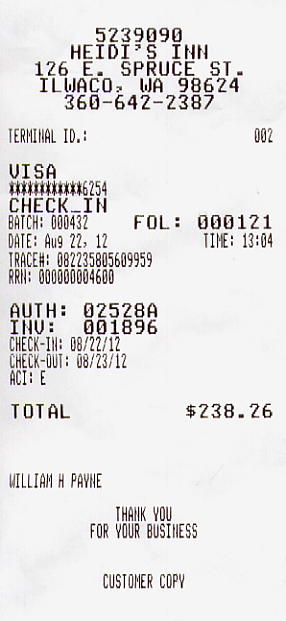 5239090
HEIDI'S INN
126 E. SPRUCE ST.
ILWACO, WA 98624
360-642-2387
TERMINAL ID.: 002
VISA
************6254
CHECK_IN
BATCH: 000432 FOL: 000121
DATE: Aug 22, 12 TIME: 13:04
TRACE#: 082235805609959
RRN: 000000004600
AUTH: 02528A
INV: 001896
CHECK-IN: 08/22/12
CHECK-OUT: 08/23/12
ACI: E
TOTAL $238.26
WILLIAM H PAYNE
THANK YOU
FOR YOUR BUSINESS
CUSTOMER COPY